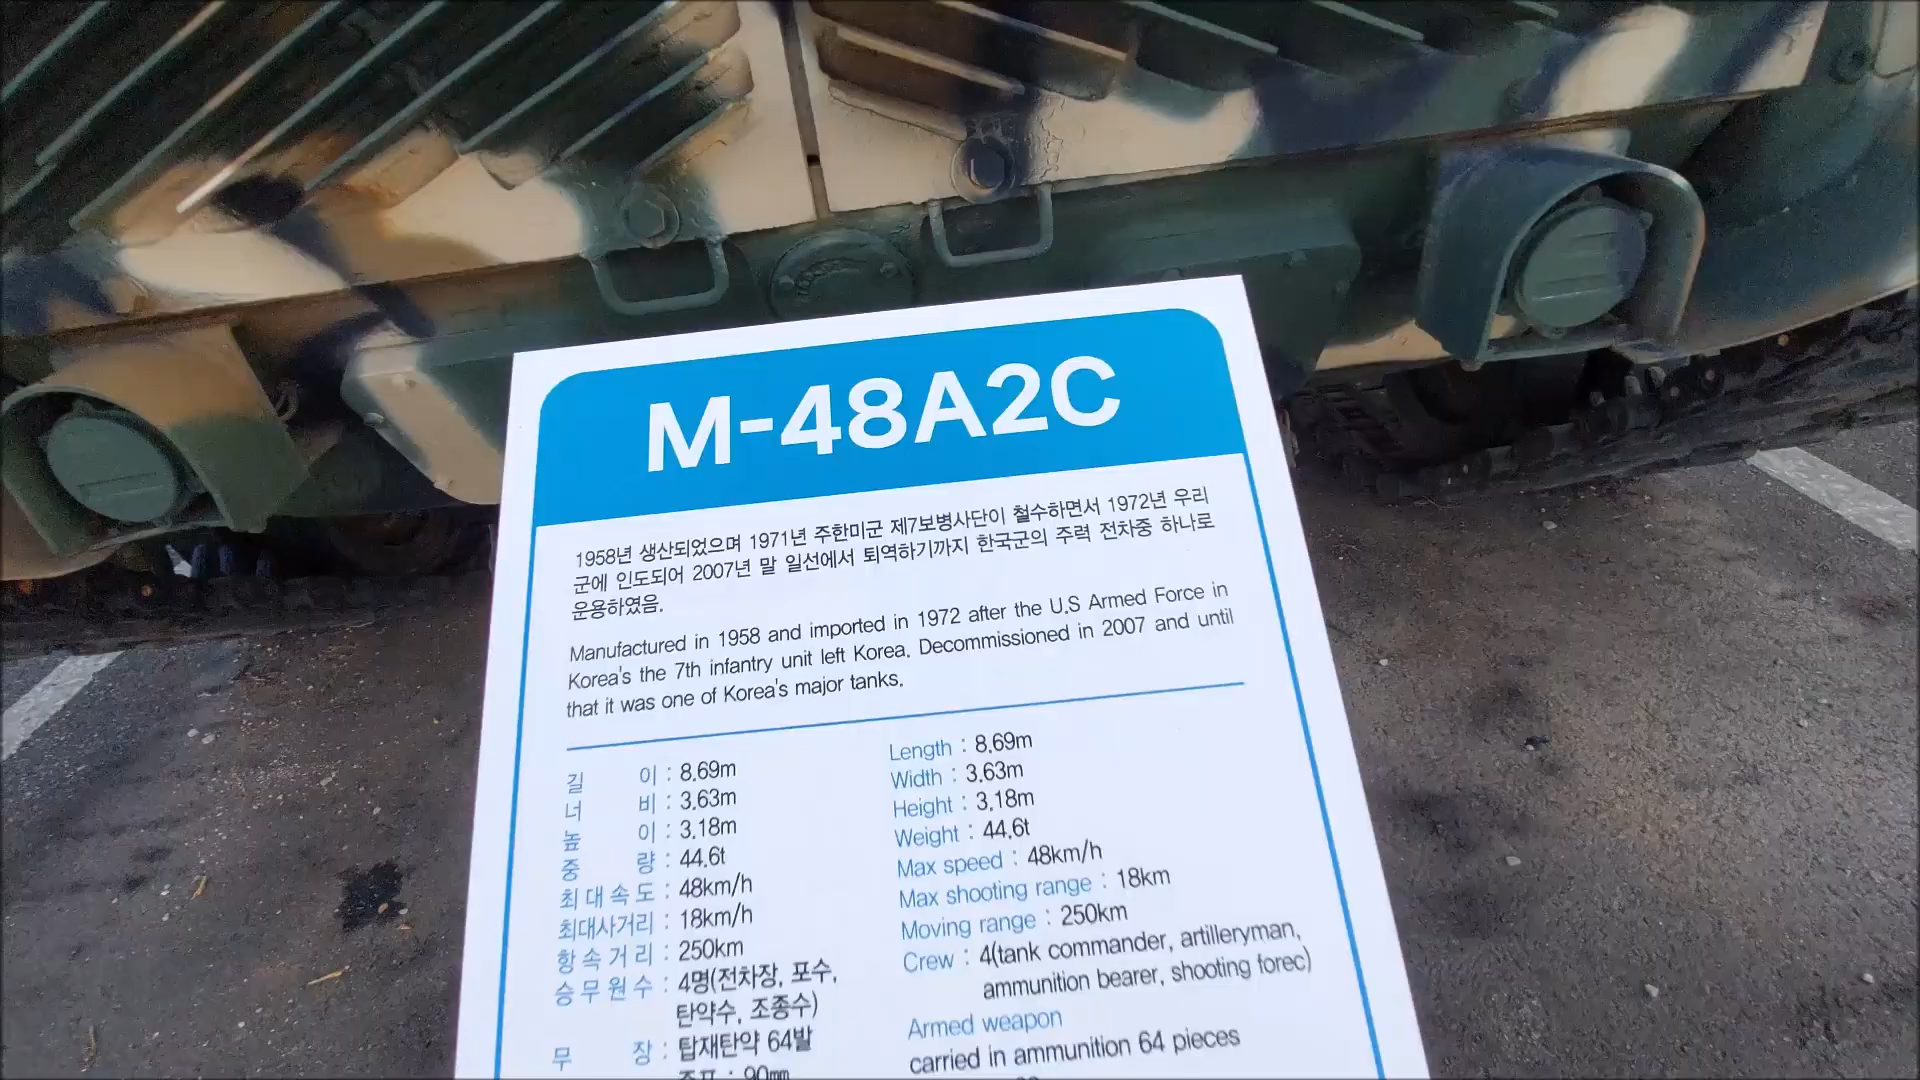 M-48A2C
1958년 생산되었으며 1971년 주한미군 제7보병사단이 철수하면서 1972년 우리
군에 인도되어 2007년 말 일선에서 퇴역하기까지 한국군의 주력 전차중 하나로
운용하였음.
Manufactured in 1958 and imported in 1972 after the U.S Armed Force in
Korea's the 7th infantry unit left Korea. Decommissioned in 2007 and until
that it was one of Korea's major tanks.
길 이 : 8.69m
너 비 : 3.63m
높 이 : 3.18m
중 량 : 44.6t
최대속도 : 48km/h
최대사거리 : 18km/h
항속거리 : 250km
승무원수 : 4명(전차장, 포수,
탄약수, 조종수)
무 장 : 탑재탄약 64발
주포 : 90mm
Length : 8.69m
Width : 3.63m
Height : 3.18m
Weight : 44.6t
Max speed : 48km/h
Max shooting range : 18km
Moving range : 250km
Crew : 4(tank commander, artilleryman,
ammunition bearer, shooting forec)
Armed weapon
carried in ammunition 64 pieces